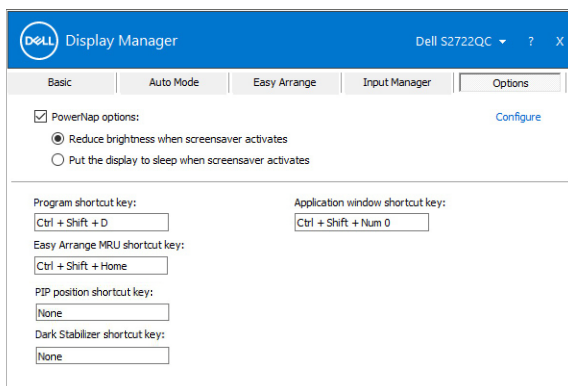 DELL Display Manager Dell S2722QC ? X
Basic Auto Mode Easy Arrange Input Manager Options
PowerNap options: Configure
Reduce brightness when screensaver activates
Put the display to sleep when screensaver activates
Program shortcut key: Application window shortcut key:
Ctrl + Shift + D Ctrl + Shift + Num 0
Easy Arrange MRU shortcut key:
Ctrl + Shift + Home
PIP position shortcut key:
None
Dark Stabilizer shortcut key:
None